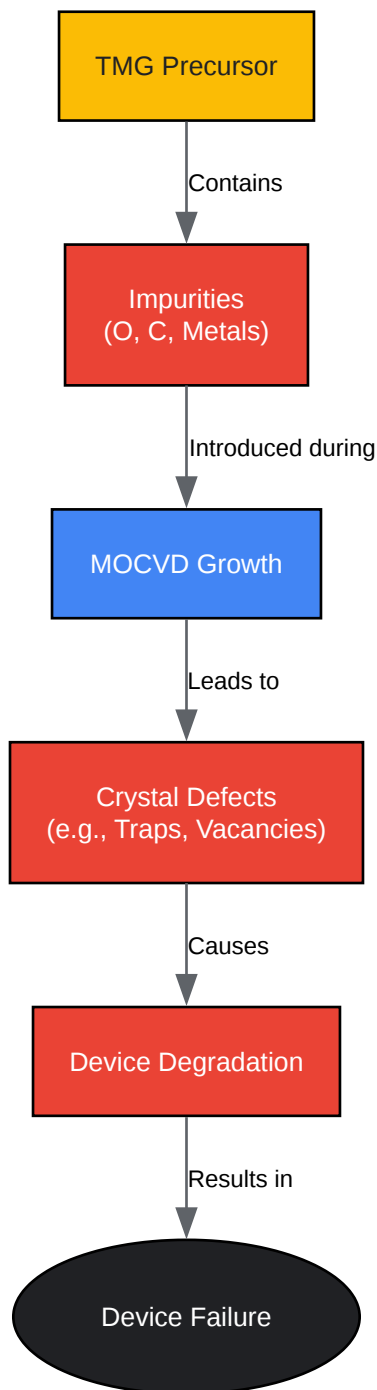 TMG Precursor
Contains
Impurities
(O, C, Metals)
Introduced during
MOCVD Growth
Leads to
Crystal Defects
(e.g., Traps, Vacancies)
Causes
Device Degradation
Results in
Device Failure